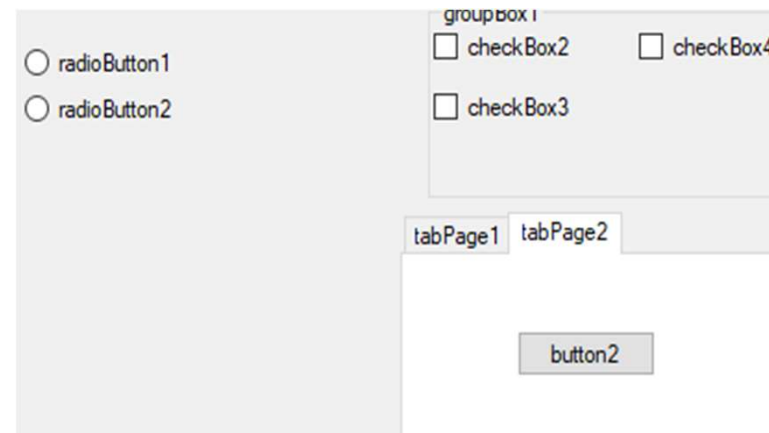 groupBox1
radioButton1
checkBox2 checkBox4
radioButton2
checkBox3
tabPage1 tabPage2
button2